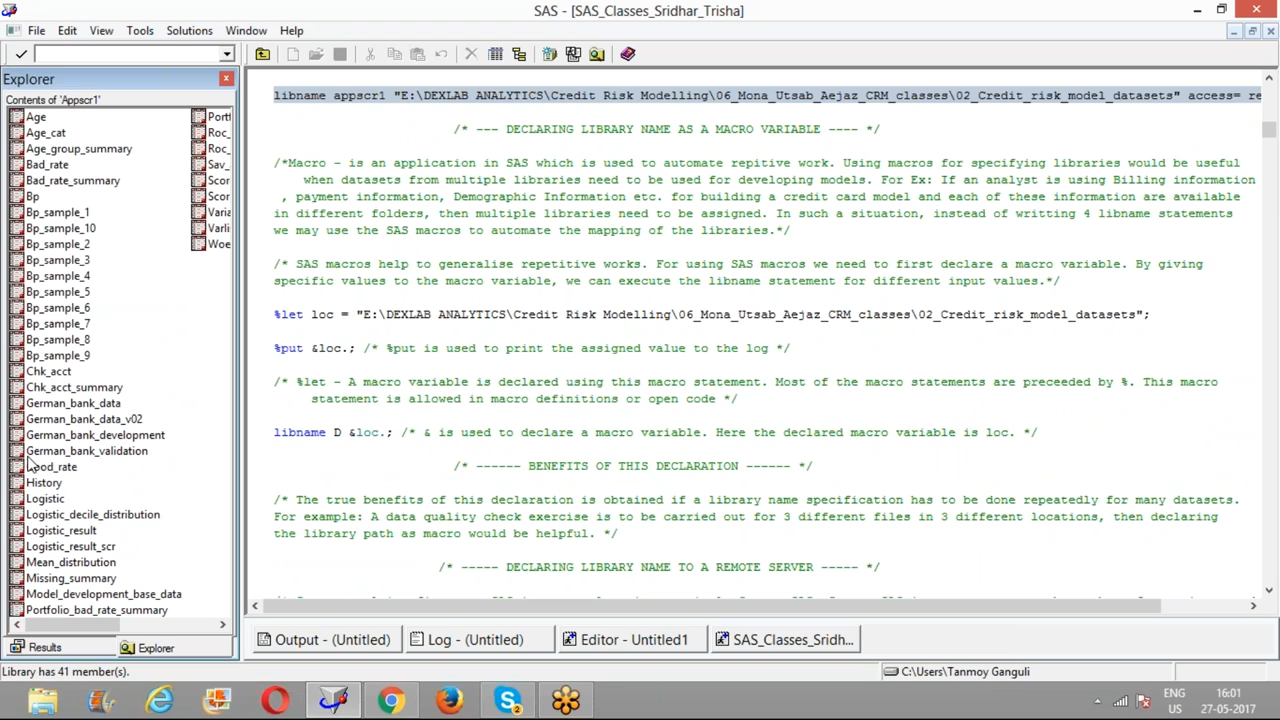 SAS - [SAS_Classes_Sridhar_Trisha]
File Edit View Tools Solutions Window Help
Explorer
Contents of 'Appscr1'
Age
Age_cat
Age_group_summary
Bad_rate
Bad_rate_summary
Bp
Bp_sample_1
Bp_sample_10
Bp_sample_2
Bp_sample_3
Bp_sample_4
Bp_sample_5
Bp_sample_6
Bp_sample_7
Bp_sample_8
Bp_sample_9
Chk_acct
Chk_acct_summary
German_bank_data
German_bank_data_v02
German_bank_development
German_bank_validation
Good_rate
History
Logistic
Logistic_decile_distribution
Logistic_result
Logistic_result_scr
Mean_distribution
Missing_summary
Model_development_base_data
Portfolio_bad_rate_summary
Portf
Roc_
Roc_
Sav_
Scor
Scor
Varia
Varli
Woe
Results
Explorer
libname appscr1 "E:\DEXLAB ANALYTICS\Credit Risk Modelling\06_Mona_Utsab_Aejaz_CRM_classes\02_Credit_risk_model_datasets" access= re
/* --- DECLARING LIBRARY NAME AS A MACRO VARIABLE ---- */
/*Macro - is an application in SAS which is used to automate repitive work. Using macros for specifying libraries would be useful
when datasets from multiple libraries need to be used for developing models. For Ex: If an analyst is using Billing information
, payment information, Demographic Information etc. for building a credit card model and each of these information are available
in different folders, then multiple libraries need to be assigned. In such a situation, instead of writting 4 libname statements
we may use the SAS macros to automate the mapping of the libraries.*/
/* SAS macros help to generalise repetitive works. For using SAS macros we need to first declare a macro variable. By giving
specific values to the macro variable, we can execute the libname statement for different input values.*/
%let loc = "E:\DEXLAB ANALYTICS\Credit Risk Modelling\06_Mona_Utsab_Aejaz_CRM_classes\02_Credit_risk_model_datasets";
%put &loc.; /* %put is used to print the assigned value to the log */
/* %let - A macro variable is declared using this macro statement. Most of the macro statements are preceeded by %. This macro
statement is allowed in macro definitions or open code */
libname D &loc.; /* & is used to declare a macro variable. Here the declared macro variable is loc. */
/* ------ BENEFITS OF THIS DECLARATION ------ */
/* The true benefits of this declaration is obtained if a library name specification has to be done repeatedly for many datasets.
For example: A data quality check exercise is to be carried out for 3 different files in 3 different locations, then declaring
the library path as macro would be helpful. */
/* ----- DECLARING LIBRARY NAME TO A REMOTE SERVER ----- */
Output - (Untitled)
Log - (Untitled)
Editor - Untitled1
SAS_Classes_Sridh...
Library has 41 member(s).
C:\Users\Tanmoy Ganguli
ENG
US
16:01
27-05-2017